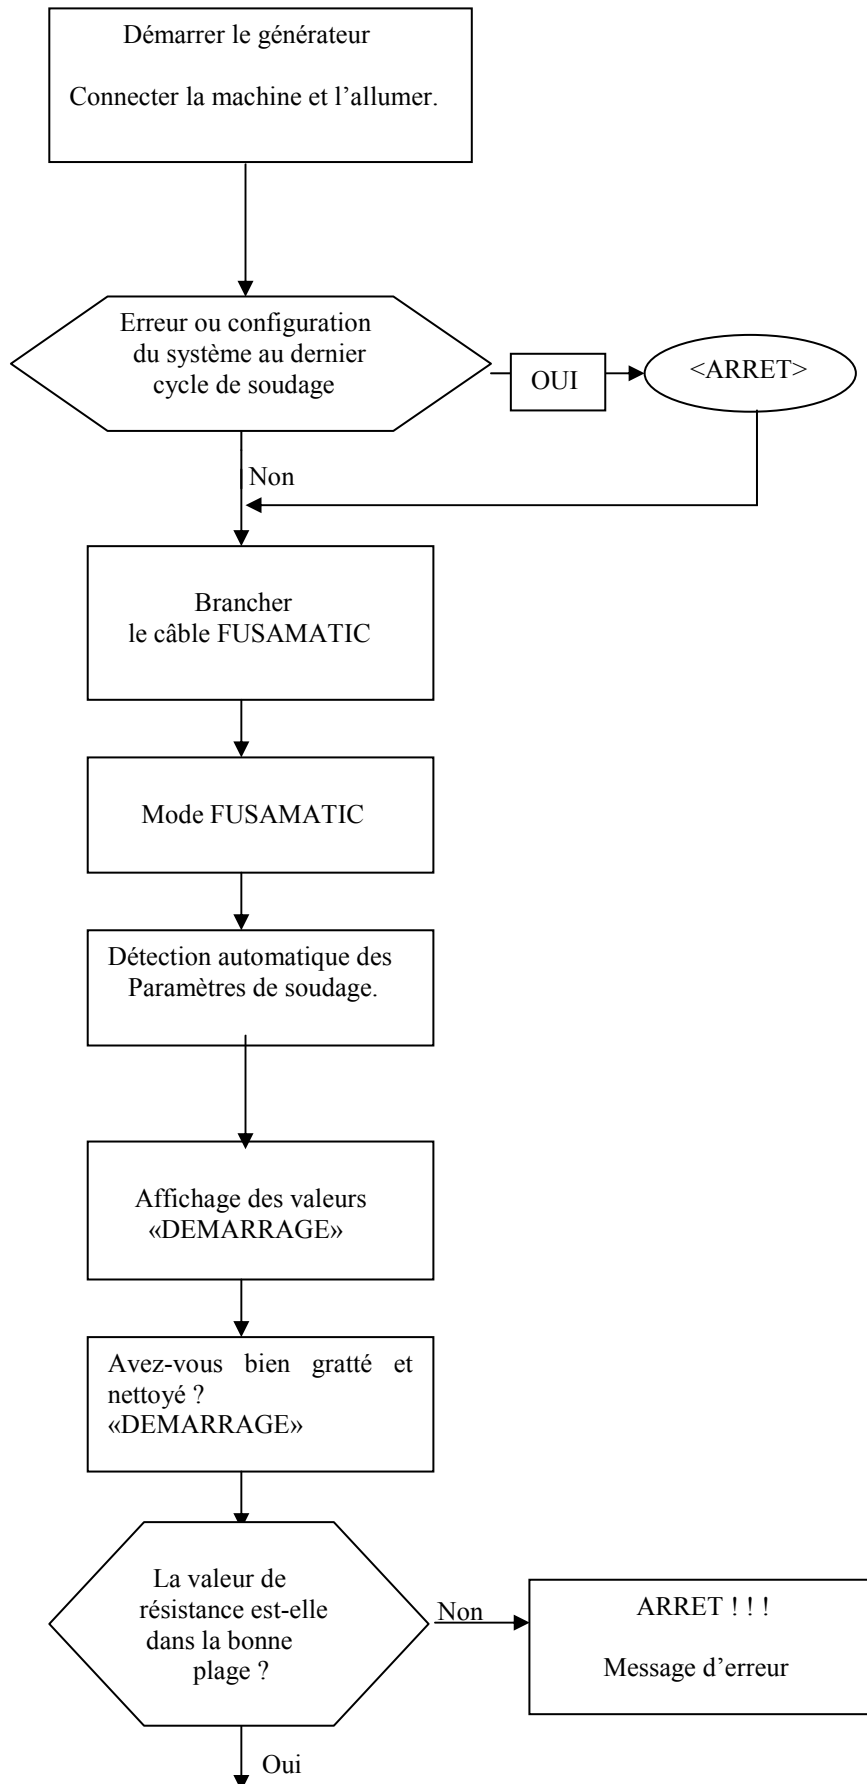 Démarrer le générateur
Connecter la machine et l’allumer.
Erreur ou configuration
du système au dernier
cycle de soudage
OUI
<ARRET>
Non
Brancher
le câble FUSAMATIC
Mode FUSAMATIC
Détection automatique des
Paramètres de soudage.
Affichage des valeurs
«DEMARRAGE»
Avez-vous bien gratté et
nettoyé ?
«DEMARRAGE»
La valeur de
résistance est-elle
dans la bonne
plage ?
Non
ARRET ! ! !
Message d’erreur
Oui